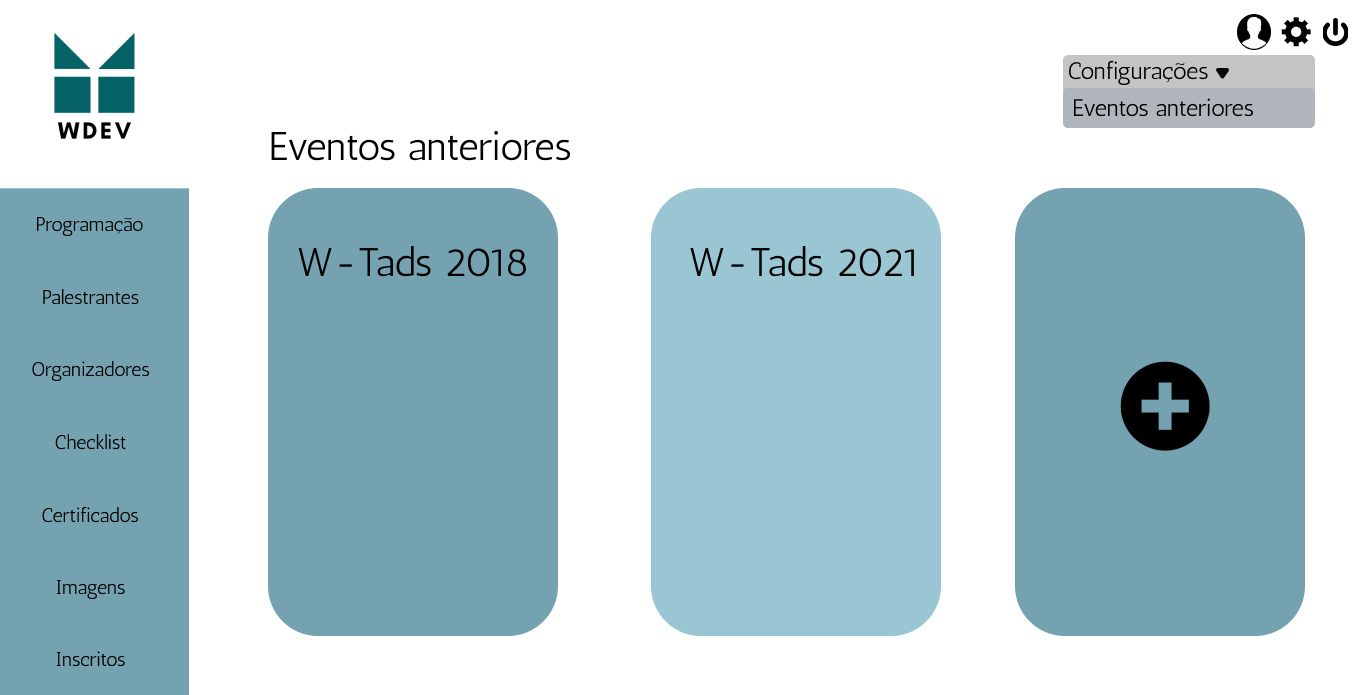 WDEV
Configurações
Eventos anteriores
Eventos anteriores
Programação
Palestrantes
Organizadores
Checklist
Certificados
Imagens
Inscritos
W - Tads 2018
W - Tads 2021